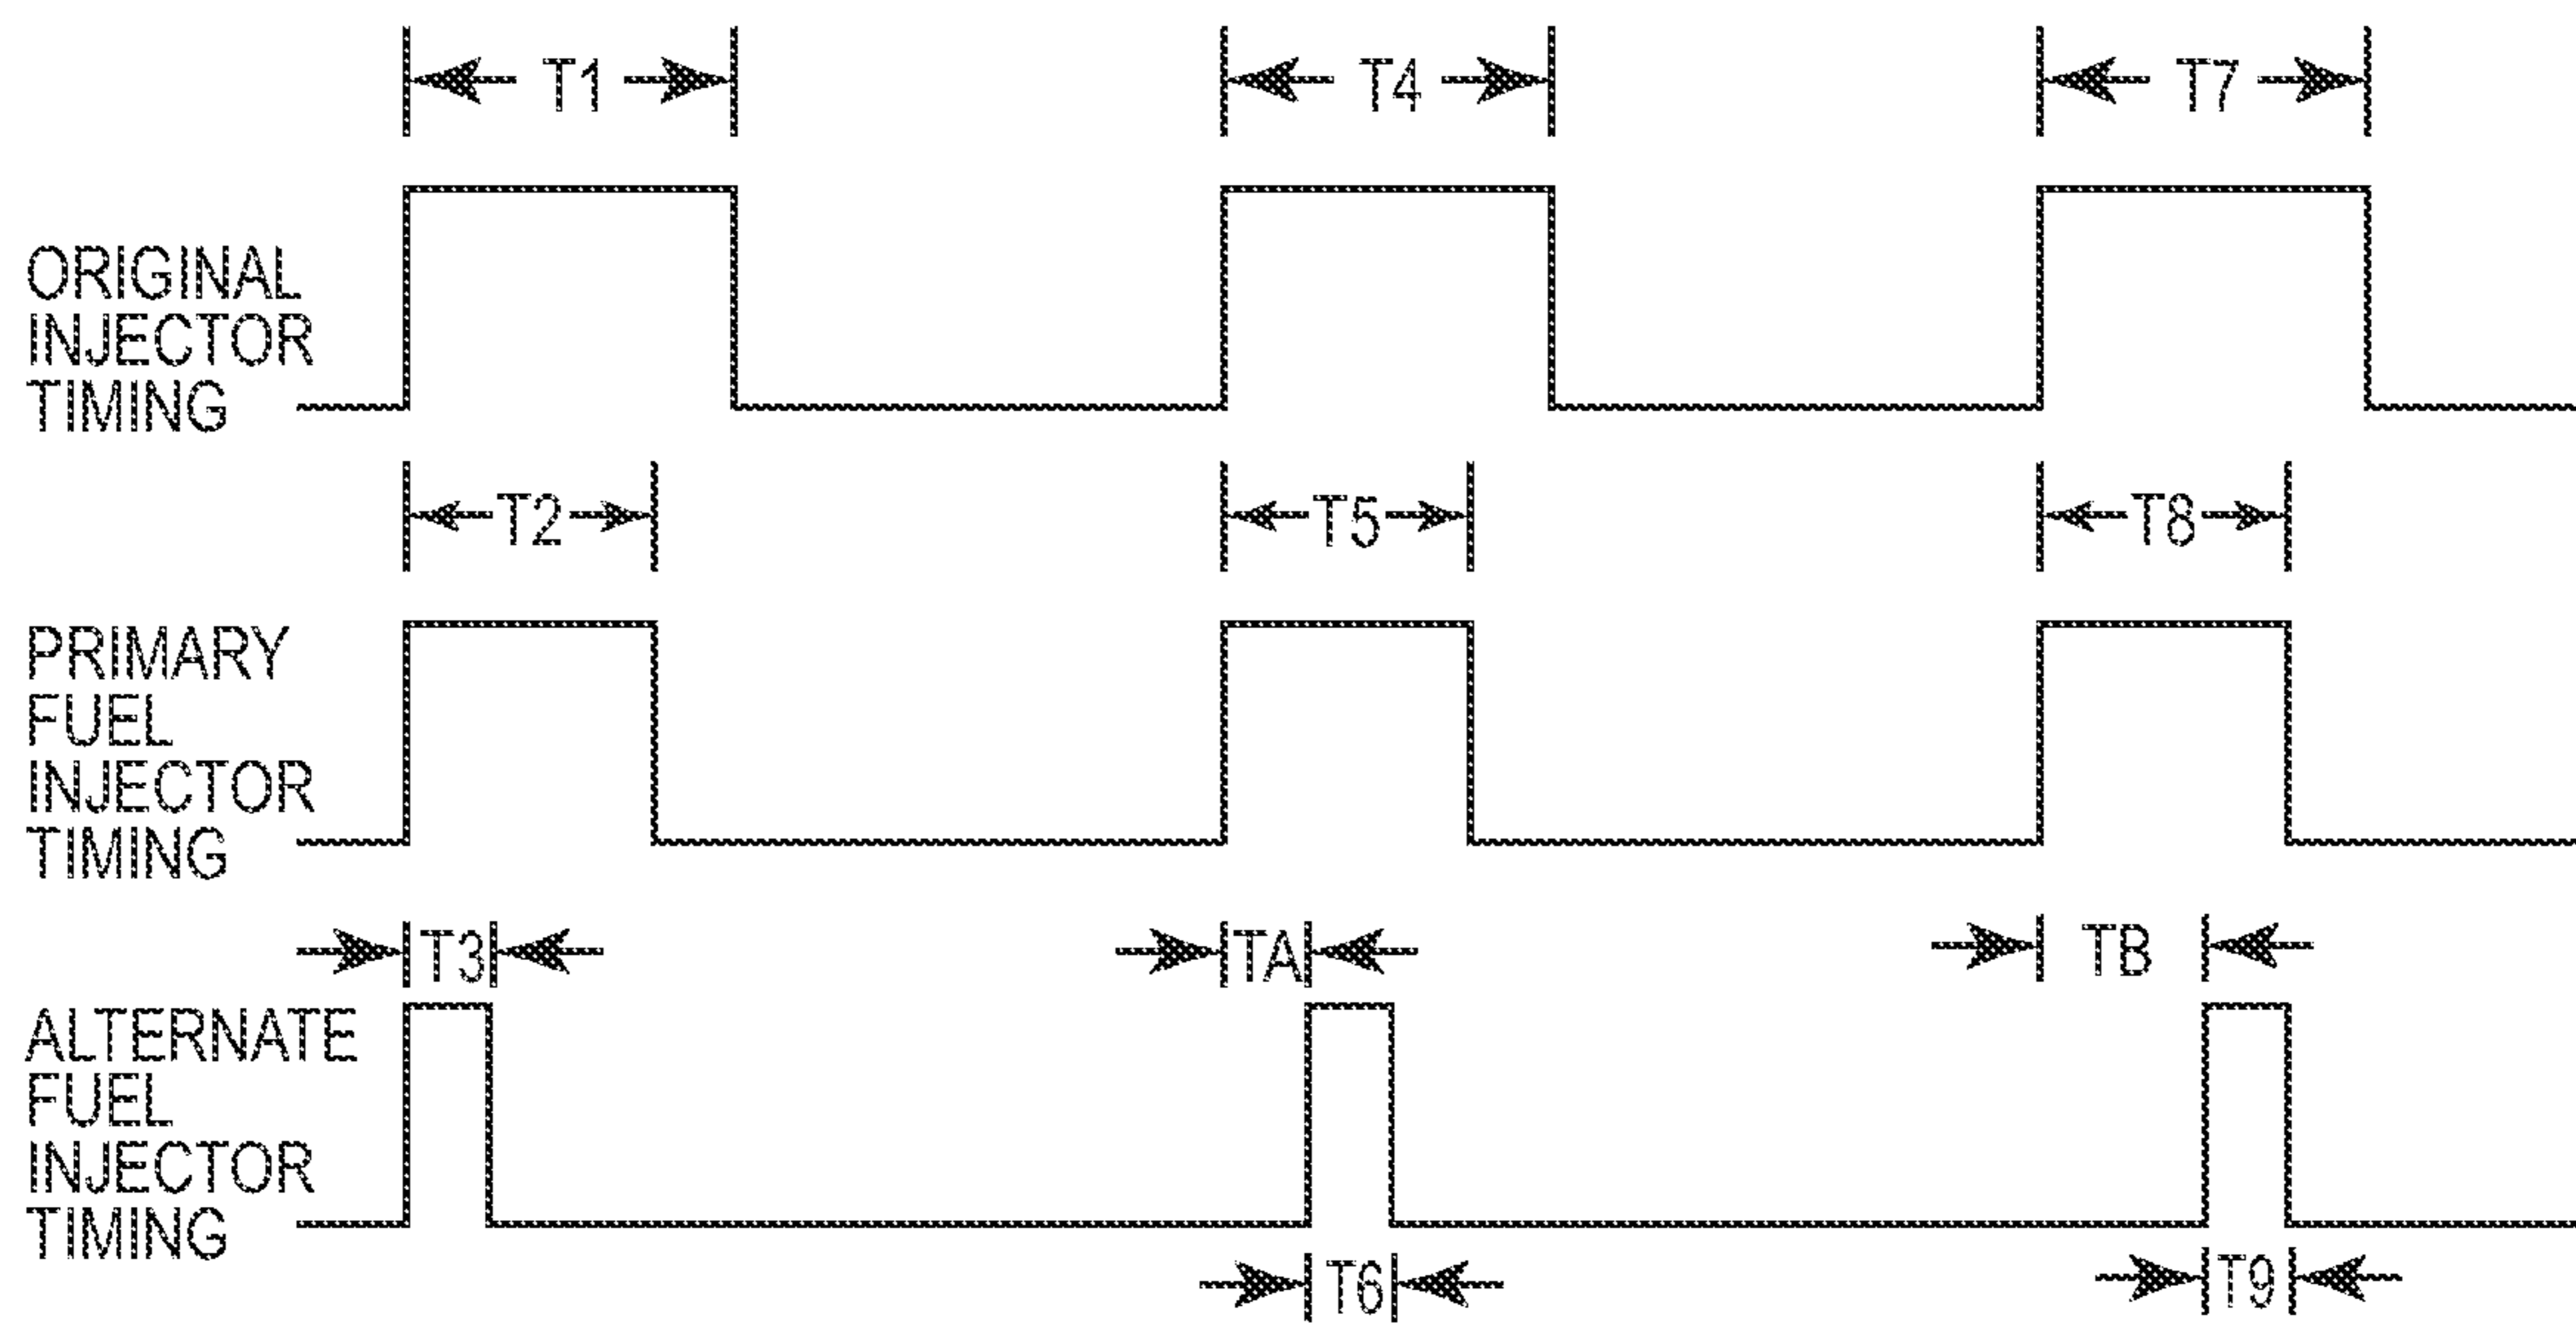 T1 T4 T7
ORIGINAL
INJECTOR
TIMING
T2 T5 T8
PRIMARY
FUEL
INJECTOR
TIMING
T3 TA TB
ALTERNATE
FUEL
INJECTOR
TIMING
T6 T9